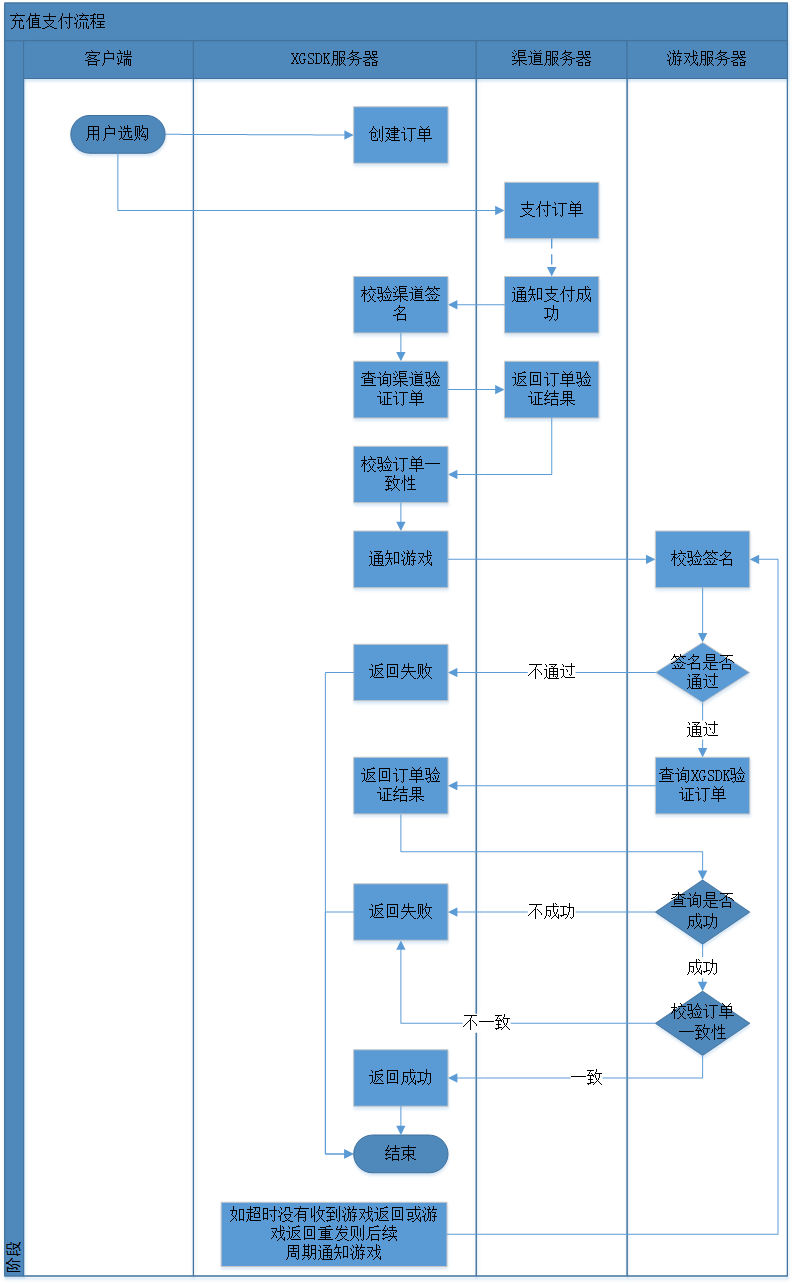 充值支付流程
客户端
XGSDK服务器
渠道服务器
游戏服务器
用户选购
创建订单
支付订单
校验渠道签
名
通知支付成
功
查询渠道验
证订单
返回订单验
证结果
校验订单一
致性
通知游戏
校验签名
返回失败
不通过
签名是否
通过
通过
返回订单验
证结果
查询XGSDK验
证订单
返回失败
不成功
查询是否
成功
成功
不一致
校验订单
一致性
返回成功
一致
结束
如超时没有收到游戏返回或游
戏返回重发则后续
周期通知游戏
阶段